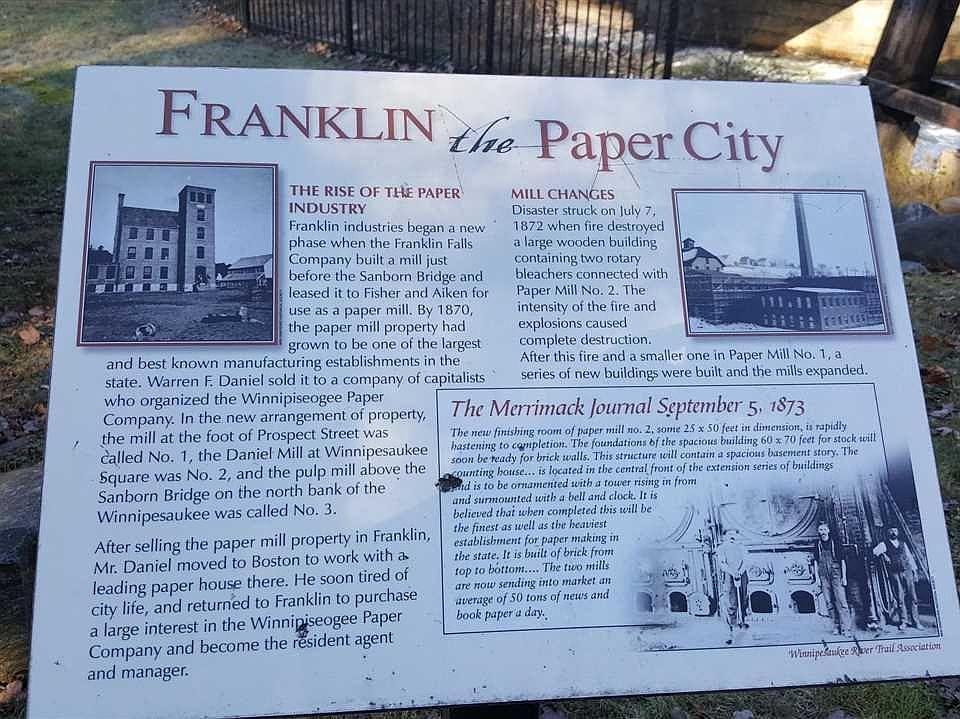 FRANKLIN the PAPER CITY
THE RISE OF THE PAPER
INDUSTRY
Franklin industries began a new
phase when the Franklin Falls
Company built a mill just
before the Sanborn Bridge and
leased it to Fisher and Aiken for
use as a paper mill. By 1870,
the paper mill property had
grown to be one of the largest
and best known manufacturing establishments in the
state. Warren F. Daniel sold it to a company of capitalists
who organized the Winnipiseogee Paper
Company. In the new arrangement of property,
the mill at the foot of Prospect Street was
called No. 1, the Daniel Mill at Winnipesaukee
Square was No. 2, and the pulp mill above the
Sanborn Bridge on the north bank of the
Winnipesaukee was called No. 3.
After selling the paper mill property in Franklin,
Mr. Daniel moved to Boston to work with a
leading paper house there. He soon tired of
city life, and returned to Franklin to purchase
a large interest in the Winnipiseogee Paper
Company and become the resident agent
and manager.
MILL CHANGES
Disaster struck on July 7,
1872 when fire destroyed
a large wooden building
containing two rotary
bleachers connected with
Paper Mill No. 2. The
intensity of the fire and
explosions caused
complete destruction.
After this fire and a smaller one in Paper Mill No. 1, a
series of new buildings were built and the mills expanded.
The Merrimack Journal September 5, 1873
The new finishing room of paper mill no. 2, some 25 x 50 feet in dimension, is rapidly
hastening to completion. The foundations of the spacious building 60 x 70 feet for stock will
soon be ready for brick walls. This structure will contain a spacious basement story. The
counting house... is located in the central front of the extension series of buildings
and is to be ornamented with a tower rising in from
and surmounted with a bell and clock. It is
believed that when completed this will be
the finest as well as the heaviest
establishment for paper making in
the state. It is built of brick from
top to bottom.... The two mills
are now sending into market an
average of 50 tons of news and
book paper a day.
Winnipesaukee River Trail Association